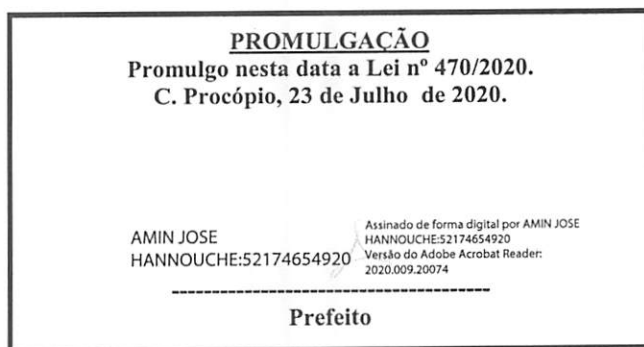 PROMULGAÇÃO
Promulgo nesta data a Lei nº 470/2020.
C. Procópio, 23 de Julho de 2020.
AMIN JOSE
HANNOUCHE:52174654920
Assinado de forma digital por AMIN JOSE
HANNOUCHE:52174654920
Versão do Adobe Acrobat Reader:
2020.009.20074
----------------------------------------
Prefeito